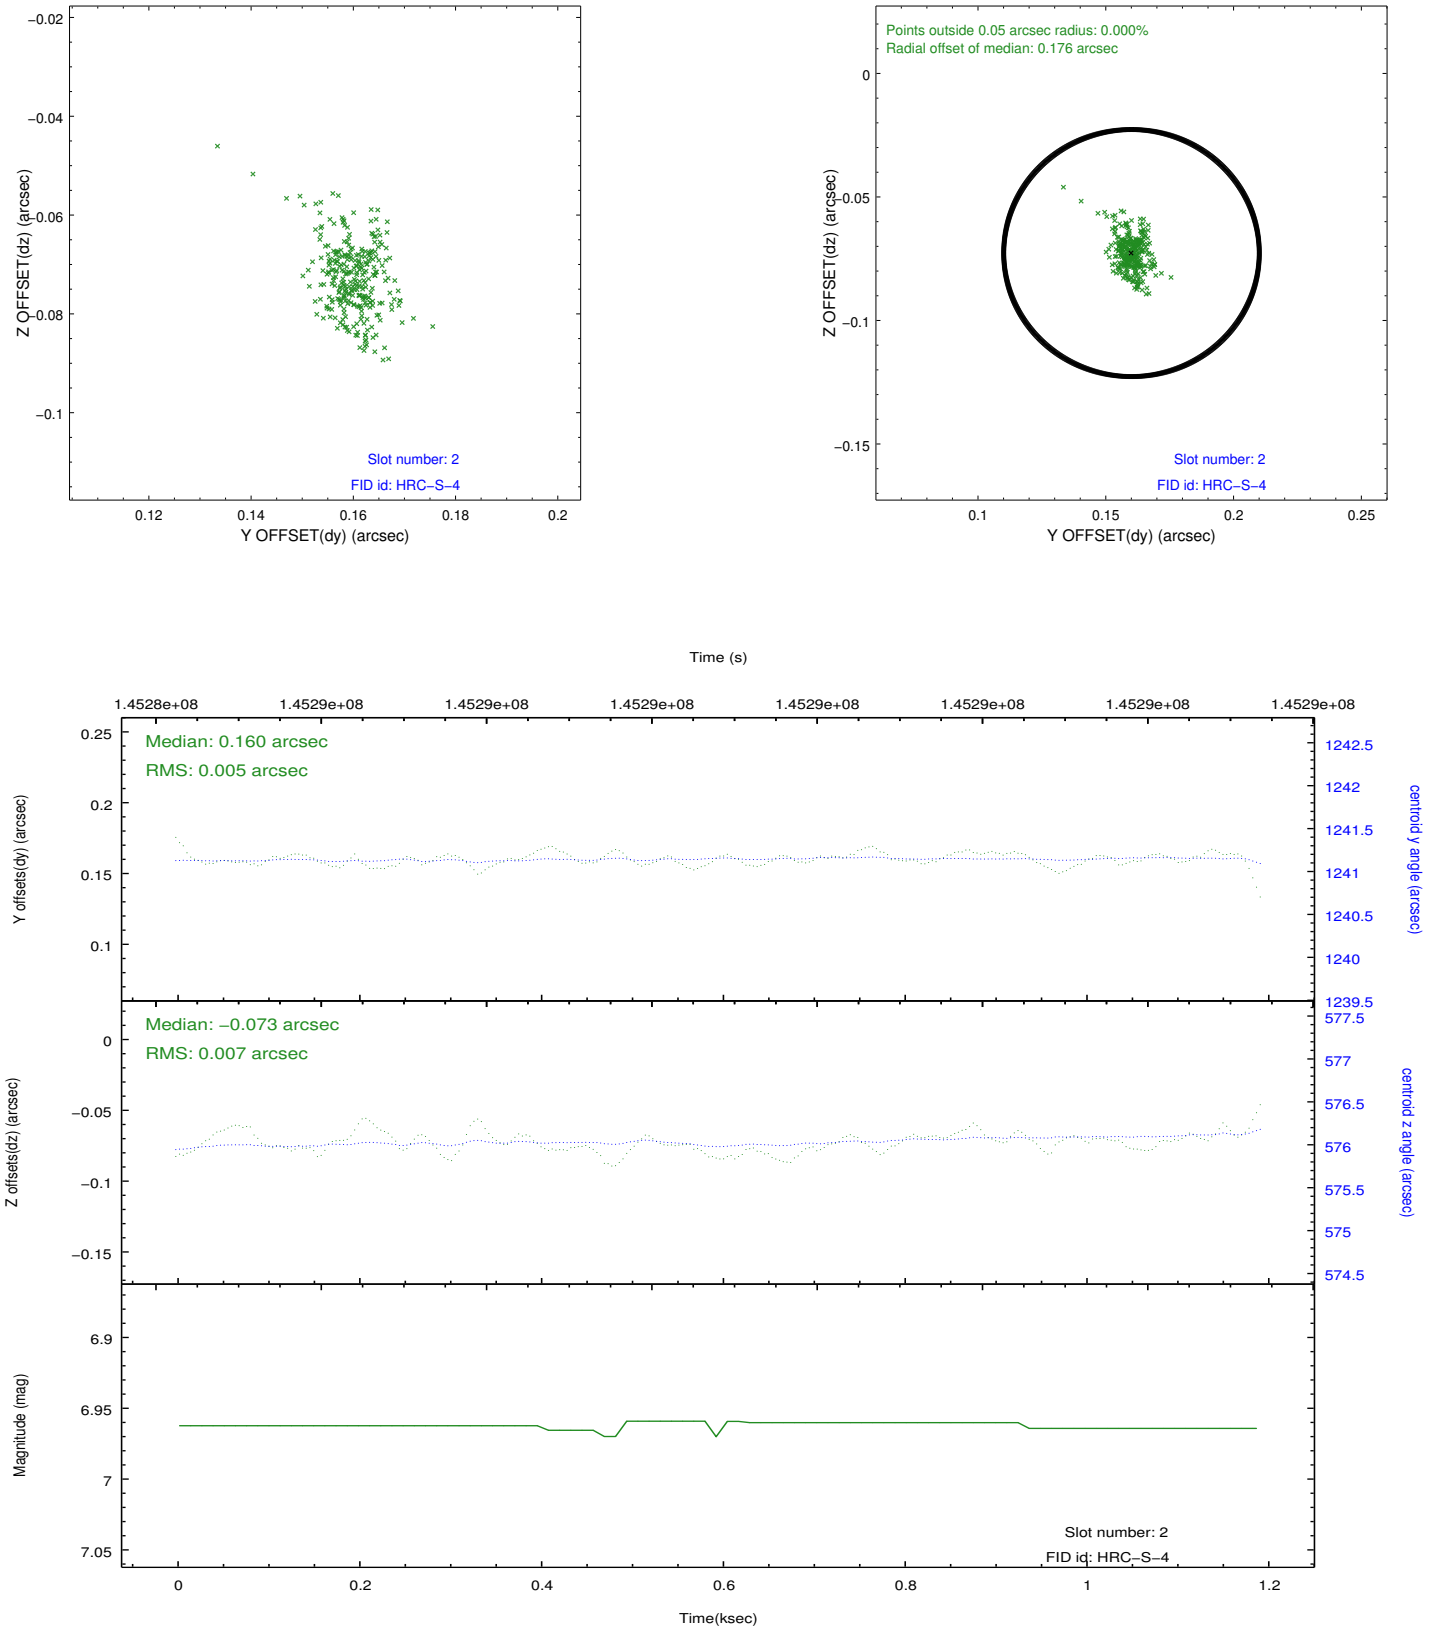 −0.02
−0.04
−0.06
−0.08
−0.1
Z OFFSET(dz) (arcsec)
Slot number: 2
FID id: HRC−S−4
0.12
0.14
0.16
0.18
0.2
Y OFFSET(dy) (arcsec)
Points outside 0.05 arcsec radius: 0.000%
Radial offset of median: 0.176 arcsec
0
−0.05
−0.1
−0.15
Z OFFSET(dz) (arcsec)
Slot number: 2
FID id: HRC−S−4
0.1
0.15
0.2
0.25
Y OFFSET(dy) (arcsec)
Time (s)
1.4528e+08
1.4529e+08
1.4529e+08
1.4529e+08
1.4529e+08
1.4529e+08
1.4529e+08
1.4529e+08
Median: 0.160 arcsec
RMS: 0.005 arcsec
0.25
0.2
0.15
0.1
Y offsets(dy) (arcsec)
1242.5
1242
1241.5
1241
1240.5
1240
1239.5
centroid y angle (arcsec)
Median: −0.073 arcsec
RMS: 0.007 arcsec
0
−0.05
−0.1
−0.15
Z offsets(dz) (arcsec)
577.5
577
576.5
576
575.5
575
574.5
centroid z angle (arcsec)
6.9
6.95
7
7.05
Magnitude (mag)
Slot number: 2
FID id: HRC−S−4
0
0.2
0.4
0.6
0.8
1
1.2
Time(ksec)